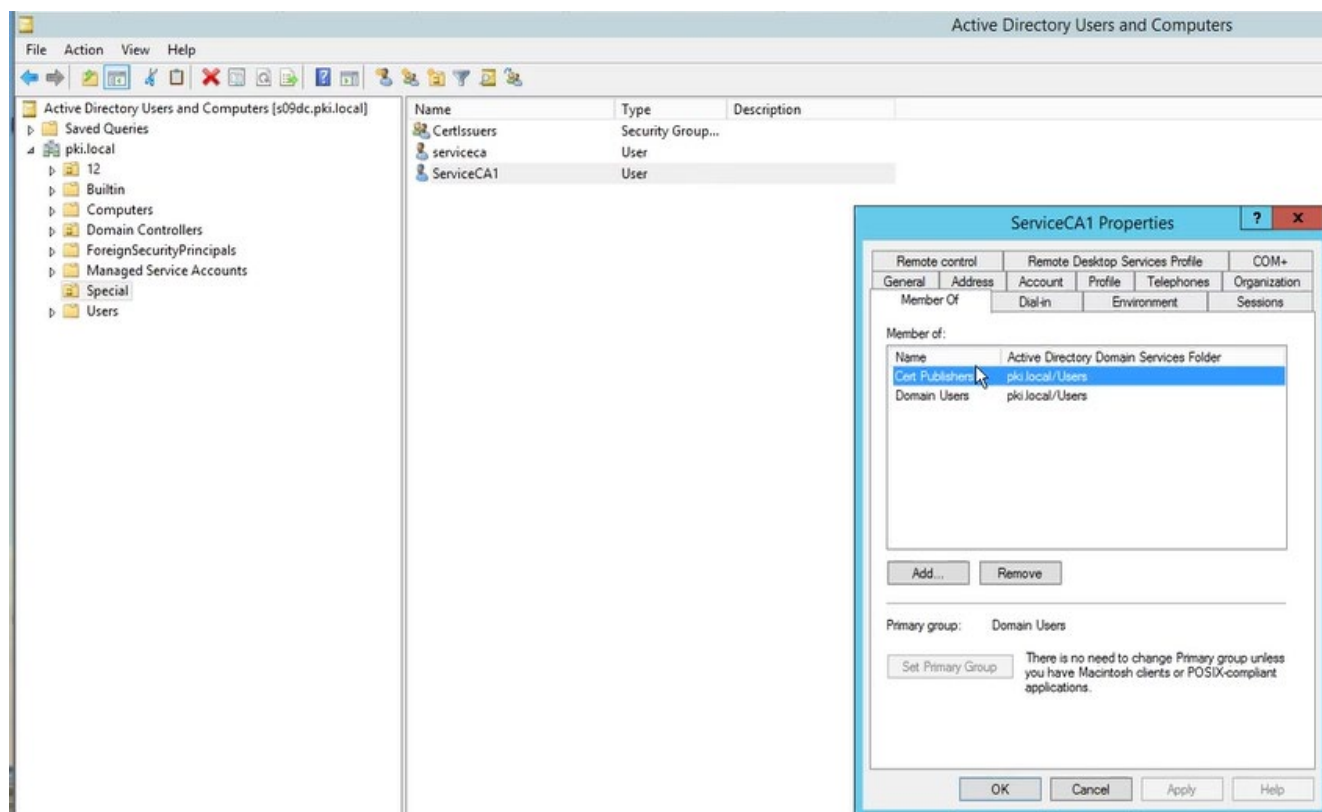 Active Directory Users and Computers
File Action View Help
Active Directory Users and Computers [s09dc.pki.local]
Saved Queries
pki.local
12
Builtin
Computers
Domain Controllers
ForeignSecurityPrincipals
Managed Service Accounts
Special
Users
Name Type Description
CertIssuers Security Group...
serviceca User
ServiceCA1 User
ServiceCA1 Properties ? x
Remote control Remote Desktop Services Profile COM+
General Address Account Profile Telephones Organization
Member Of Dial-in Environment Sessions
Member of:
Name Active Directory Domain Services Folder
Cert Publishers pki.local/Users
Domain Users pki.local/Users
Add... Remove
Primary group: Domain Users
Set Primary Group
There is no need to change Primary group unless
you have Macintosh clients or POSIX-compliant
applications.
OK Cancel Apply Help